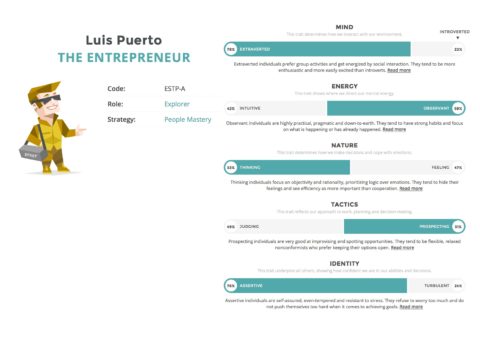 Luis Puerto
THE ENTREPRENEUR
Code: ESTP-A
Role: Explorer
Strategy: People Mastery
ESTP
MIND
This trait determines how we interact with our environment.
INTROVERTED
EXTRAVERTED
Extraverted individuals prefer group activities and get energized by social interaction. They tend to be more
enthusiastic and more easily excited than introverts. Read more
ENERGY
This trait shows where we direct our mental energy.
42% INTUITIVE OBSERVANT 58%
Observant individuals are highly practical, pragmatic and down-to-earth. They tend to have strong habits and focus
on what is happening or has already happened. Read more
NATURE
This trait determines how we make decisions and cope with emotions.
53% THINKING FEELING 47%
Thinking individuals focus on objectivity and rationality, prioritizing logic over emotions. They tend to hide their
feelings and see efficiency as more important than cooperation. Read more
TACTICS
This trait reflects our approach to work, planning and decision-making.
49% JUDGING PROSPECTING 51%
Prospecting individuals are very good at improvising and spotting opportunities. They tend to be flexible, relaxed
nonconformists who prefer keeping their options open. Read more
IDENTITY
This trait underpins all others, showing how confident we are in our abilities and decisions.
ASSERTIVE TURBULENT
Assertive individuals are self-assured, even-tempered and resistant to stress. They refuse to worry too much and do
not push themselves too hard when it comes to achieving goals. Read more